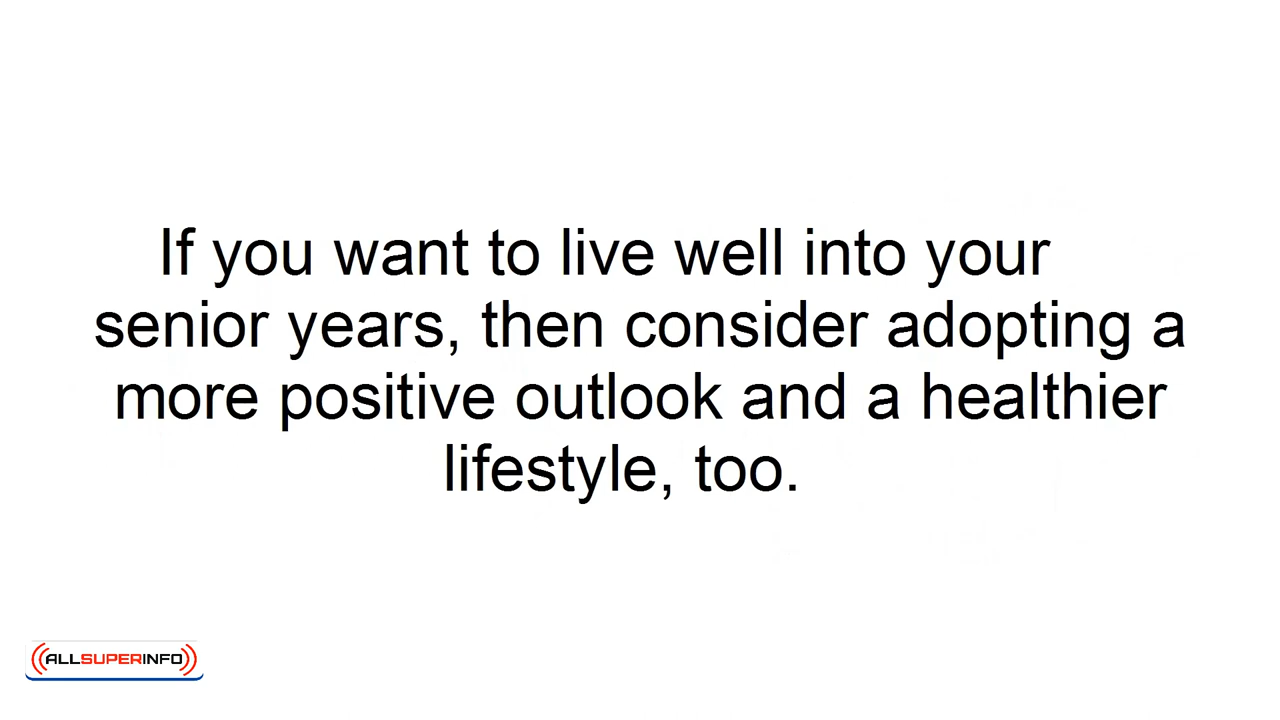 If you want to live well into your
senior years, then consider adopting a
more positive outlook and a healthier
lifestyle, too.
ALLSUPERINFO